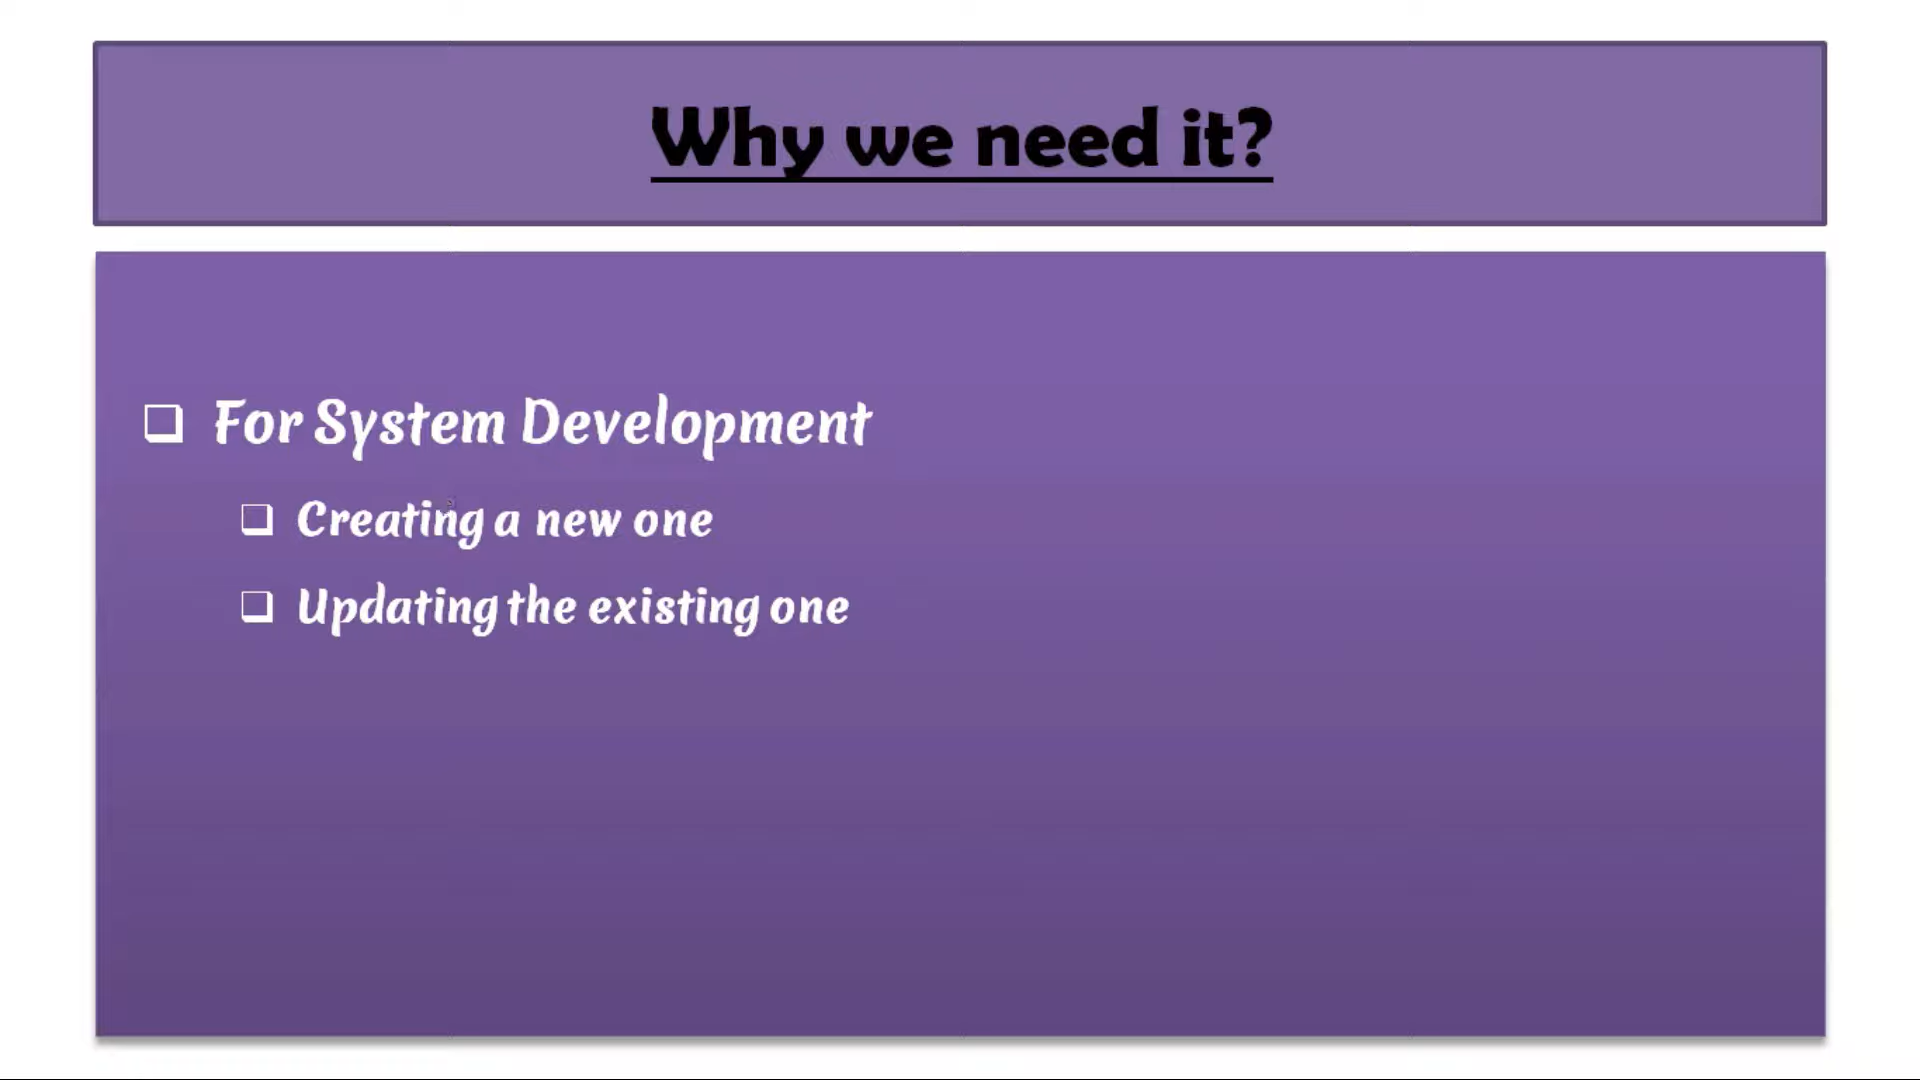 Why we need it?
For System Development
Creating a new one
Updating the existing one